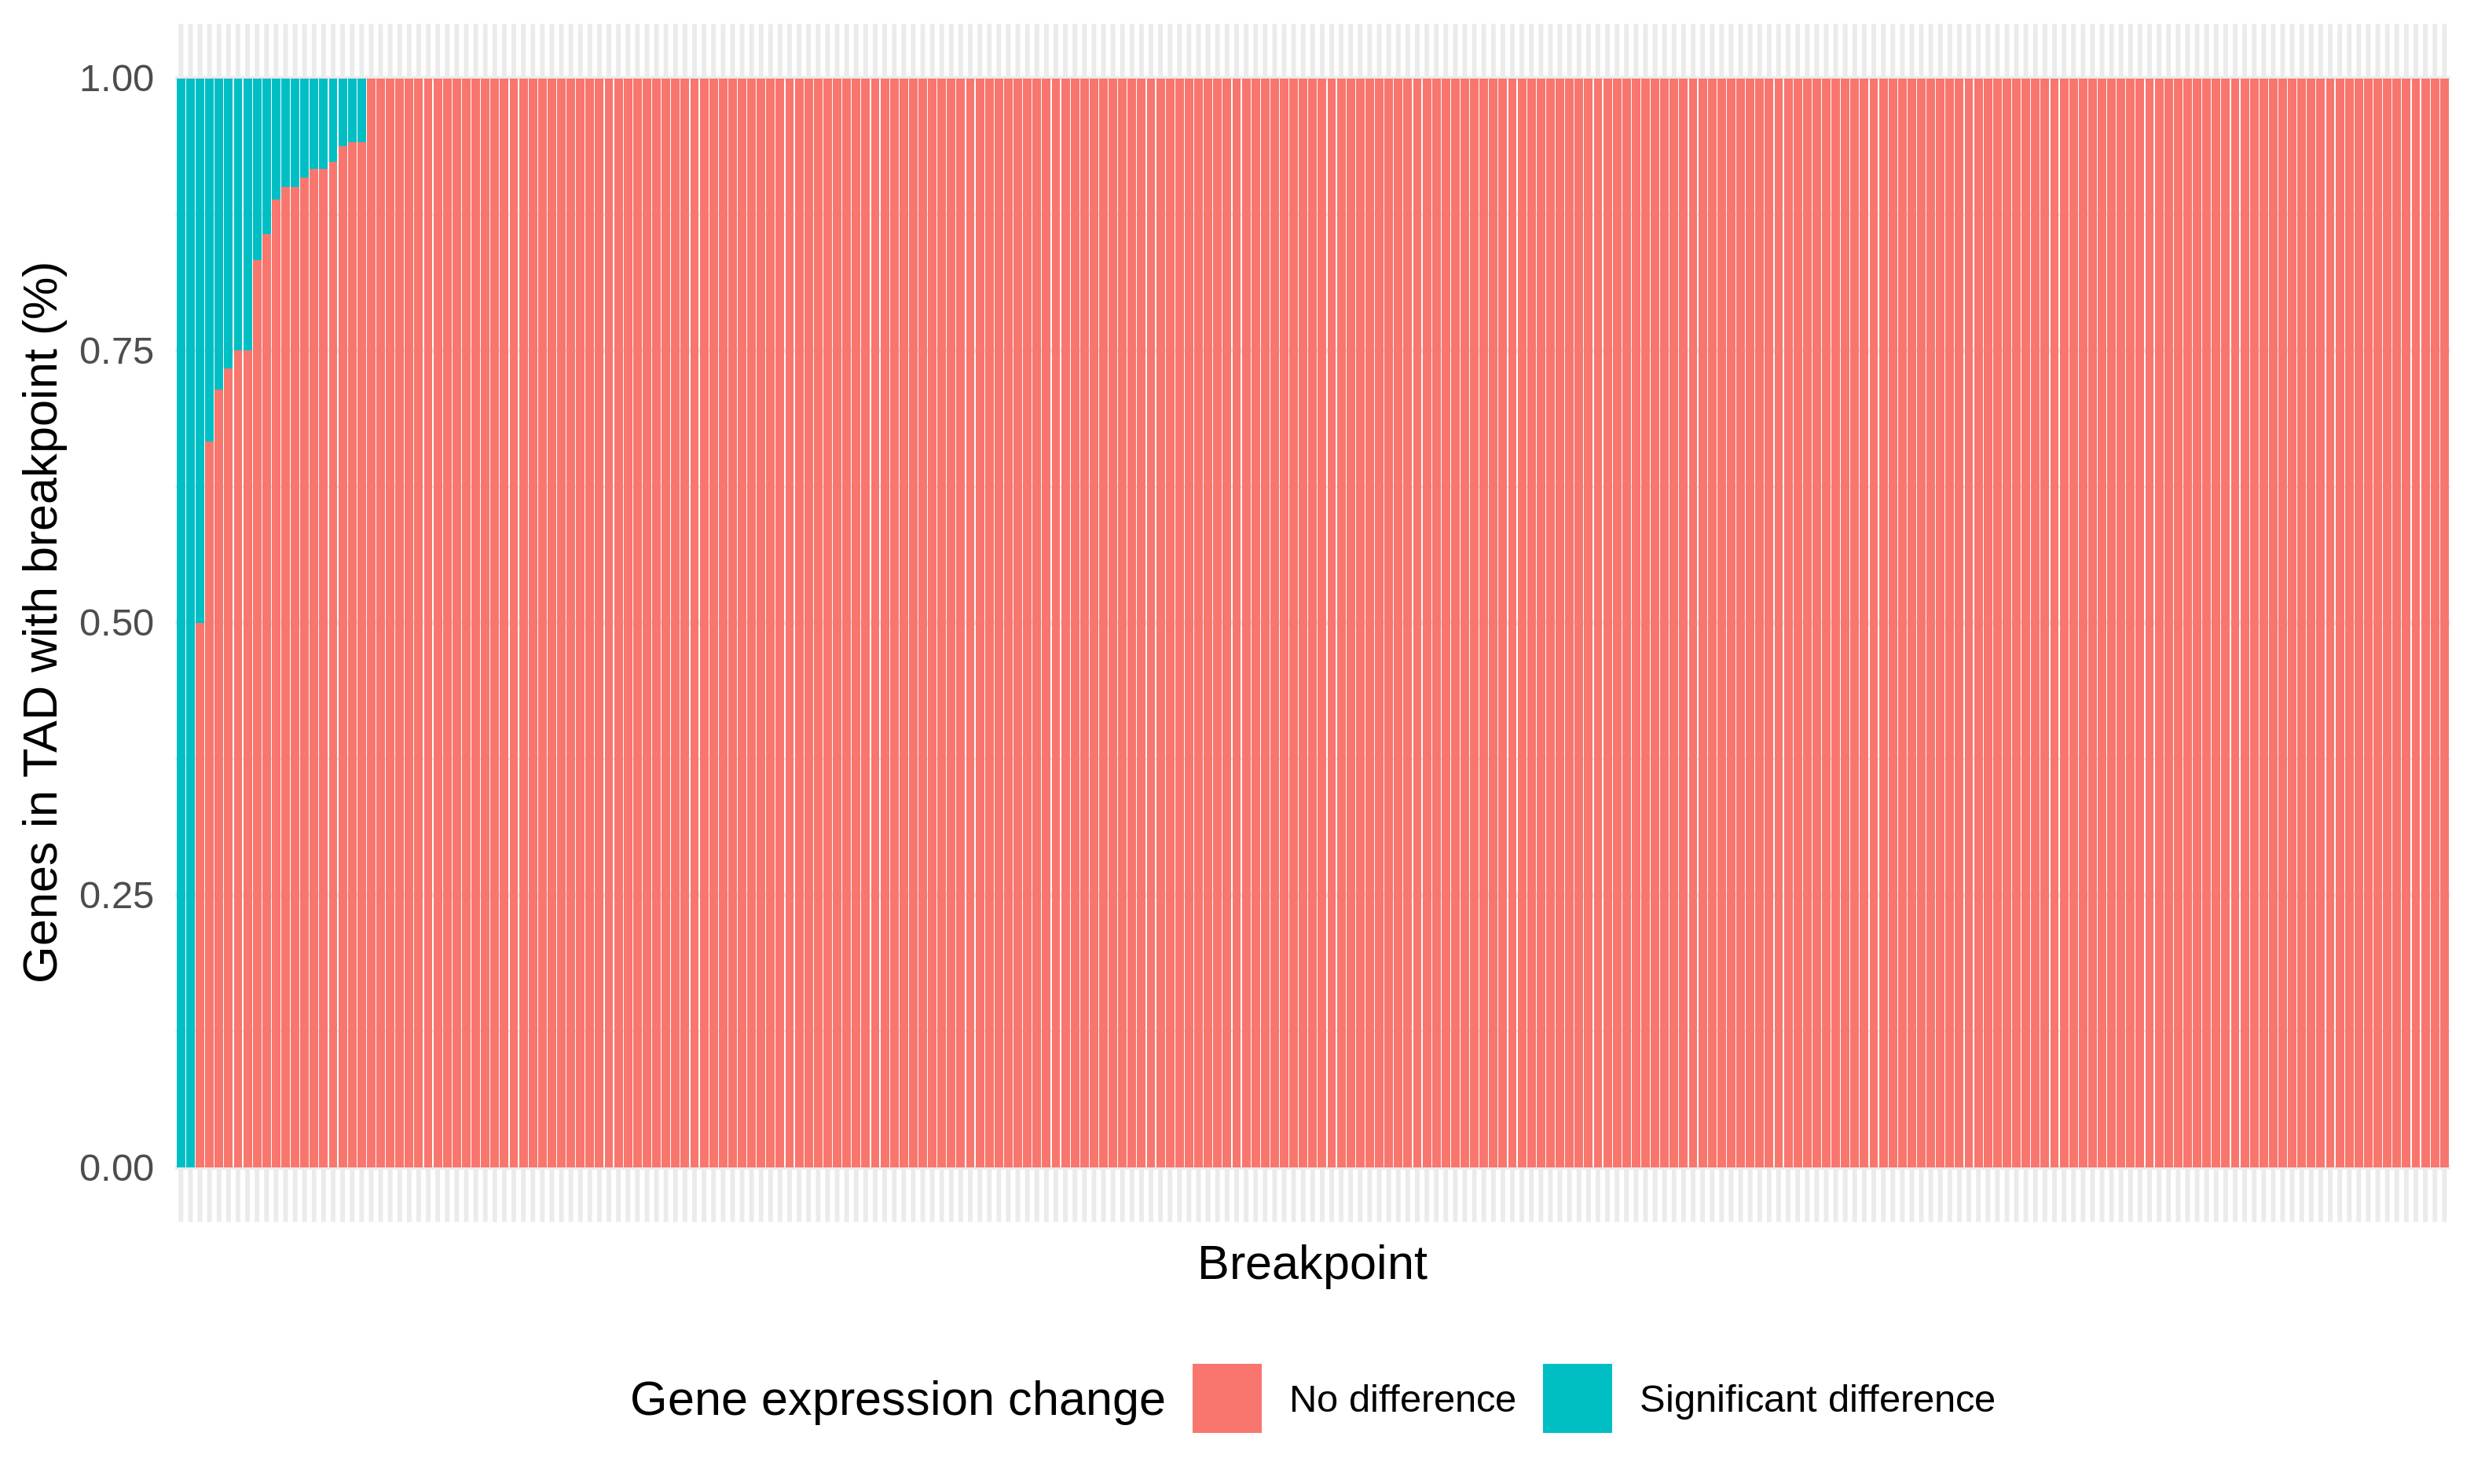 1.00
0.75
0.50
0.25
0.00
Genes in TAD with breakpoint (%)
Breakpoint
Gene expression change No difference Significant difference